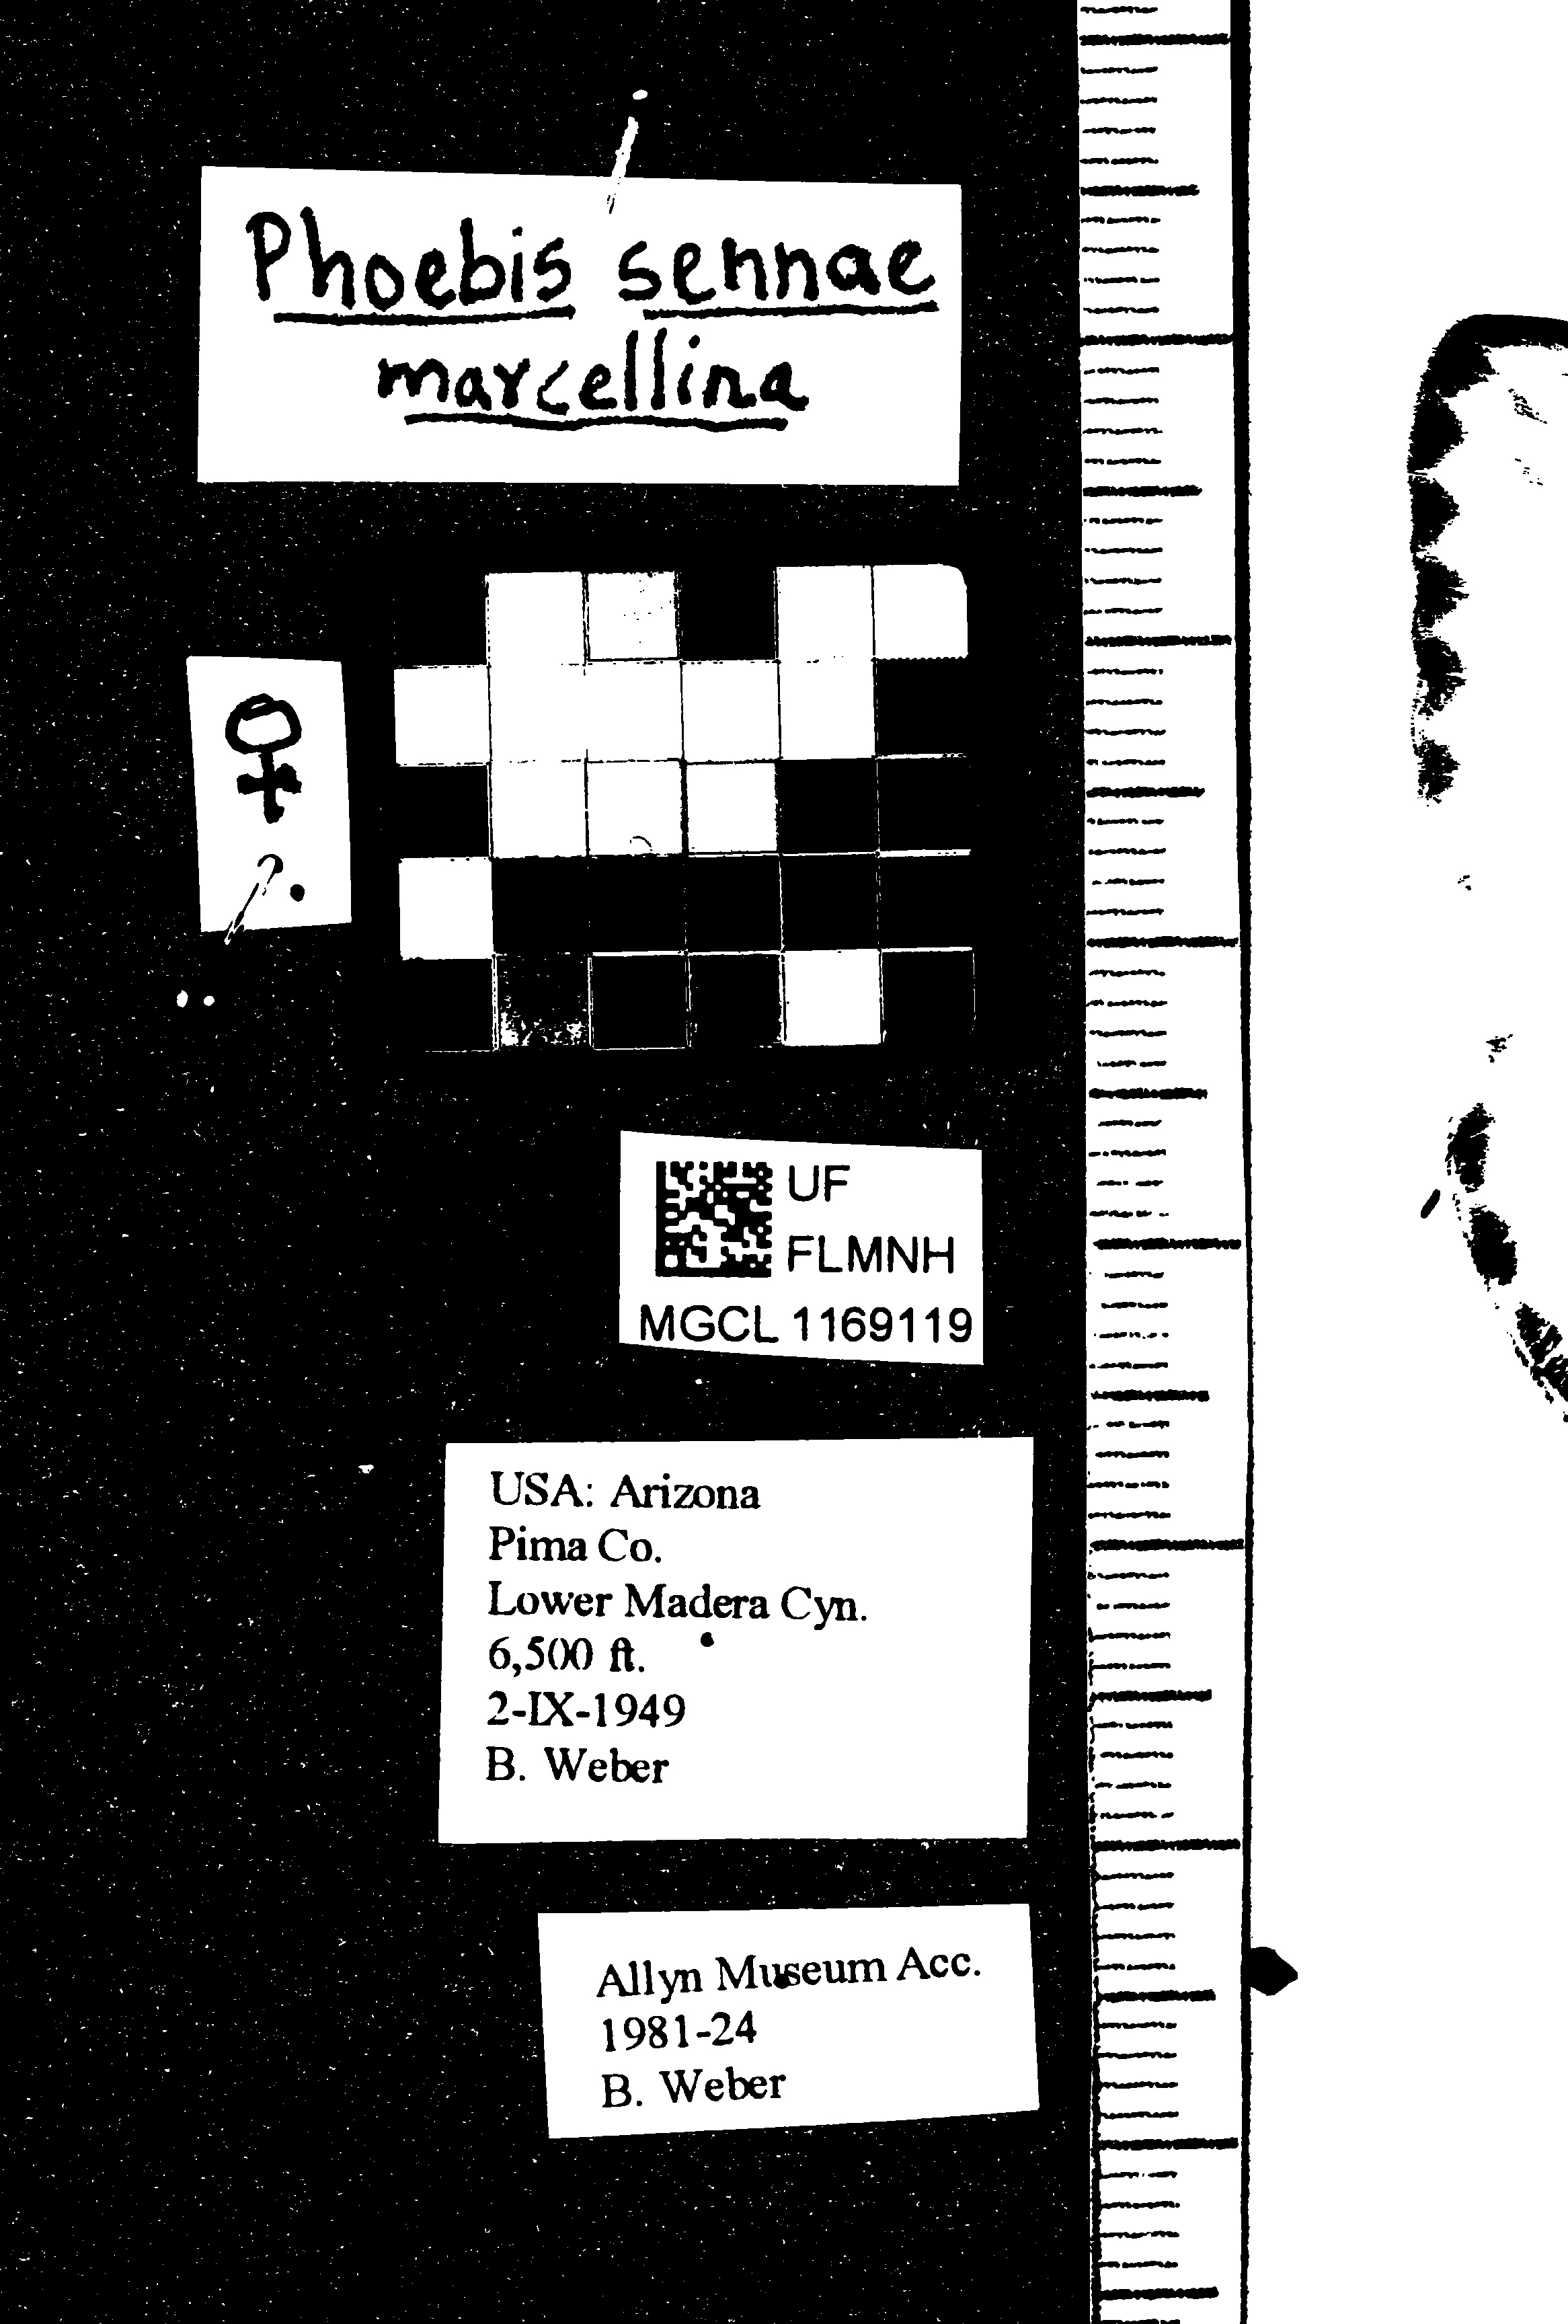 Phoebis sennae
marcellina
♀
?
UF
FLMNH
MGCL 1169119
USA: Arizona
Pima Co.
Lower Madera Cyn.
6,500 ft.
2-IX-1949
B. Weber
Allyn Museum Acc.
1981-24
B. Weber